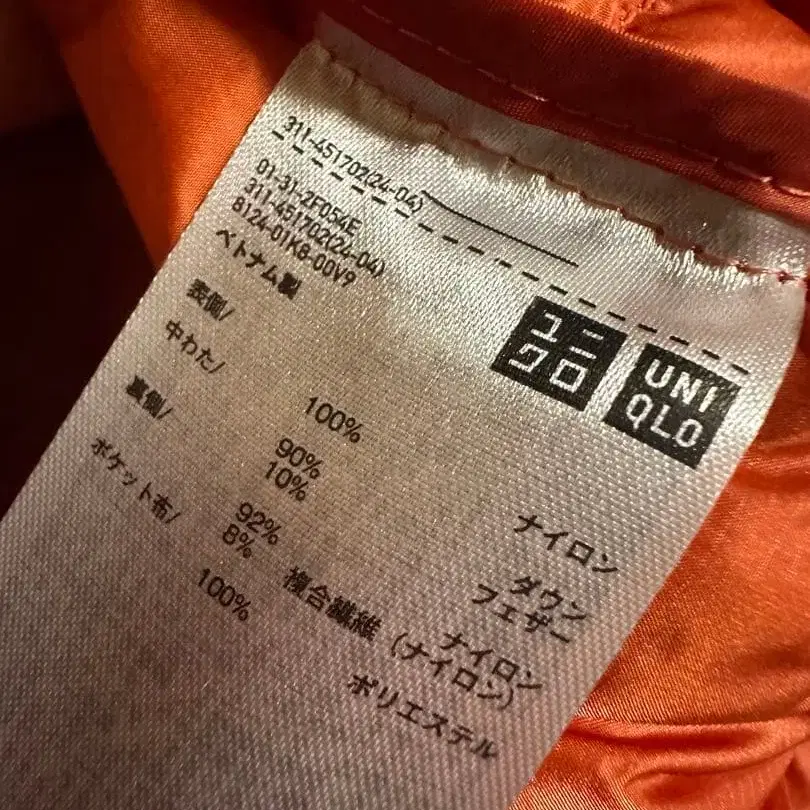 311-451702(24-04)
01-31-2F054E
311-451702(24-04)
8124-01K8-00V9
ベトナム製
ユニクロ
UNIQLO
表側/ 100% ナイロン
中わた/ 90% ダウン
10% フェザー
裏側/ 92% ナイロン
8% 複合繊維 (ナイロン)
ポケット布/ 100% ポリエステル